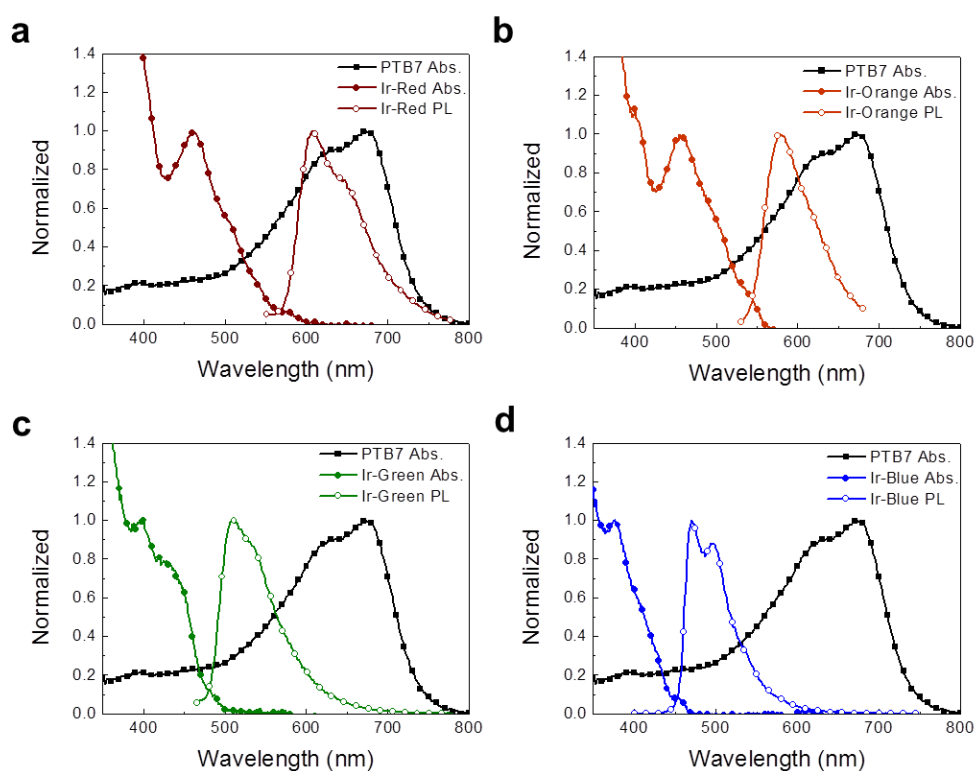 a
1.4
1.2
1.0
0.8
0.6
0.4
0.2
0.0
Normalized
400 500 600 700 800
Wavelength (nm)
PTB7 Abs.
Ir-Red Abs.
Ir-Red PL
b
1.4
1.2
1.0
0.8
0.6
0.4
0.2
0.0
Normalized
400 500 600 700 800
Wavelength (nm)
PTB7 Abs.
Ir-Orange Abs.
Ir-Orange PL
c
1.4
1.2
1.0
0.8
0.6
0.4
0.2
0.0
Normalized
400 500 600 700 800
Wavelength (nm)
PTB7 Abs.
Ir-Green Abs.
Ir-Green PL
d
1.4
1.2
1.0
0.8
0.6
0.4
0.2
0.0
Normalized
400 500 600 700 800
Wavelength (nm)
PTB7 Abs.
Ir-Blue Abs.
Ir-Blue PL